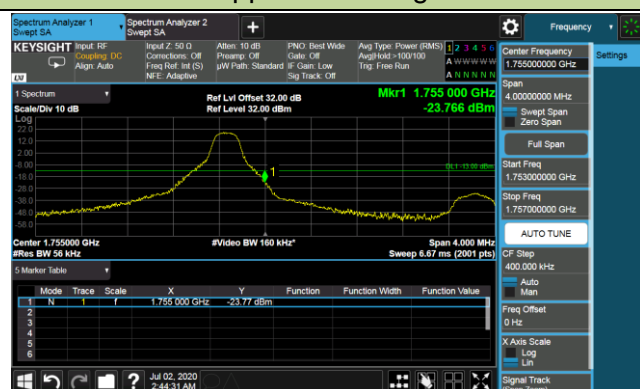 Spectrum Analyzer 1
Swept SA
Spectrum Analyzer 2
Swept SA
+
Frequency
KEYSIGHT
Input: RF
Coupling: DC
Align: Auto
Input Z: 50 Ω
Corrections: Off
Freq Ref: Int (S)
NFE: Adaptive
Atten: 10 dB
Preamp: Off
µW Path: Standard
PNO: Best Wide
Gate: Off
IF Gain: Low
Sig Track: Off
Avg Type: Power (RMS)
Avg|Hold:>100/100
Trig: Free Run
1 2 3 4 5 6
A W W W W W
A N N N N N
LXI
1 Spectrum
Scale/Div 10 dB
Ref Lvl Offset 32.00 dB
Ref Level 32.00 dBm
Mkr1 1.755 000 GHz
-23.766 dBm
Log
22.0
12.0
2.00
-8.00
-18.0
-28.0
-38.0
-48.0
-58.0
1
DL1 -13.00 dBm
Center 1.755000 GHz
#Res BW 56 kHz
#Video BW 160 kHz*
Span 4.000 MHz
Sweep 6.67 ms (2001 pts)
5 Marker Table
Mode Trace Scale X Y Function Function Width Function Value
1 N 1 f 1.755 000 GHz -23.77 dBm
2
3
4
5
6
Jul 02, 2020
2:44:31 AM
Center Frequency
1.755000000 GHz
Settings
Span
4.00000000 MHz
Swept Span
Zero Span
Full Span
Start Freq
1.753000000 GHz
Stop Freq
1.757000000 GHz
AUTO TUNE
CF Step
400.000 kHz
Auto
Man
Freq Offset
0 Hz
X Axis Scale
Log
Lin
Signal Track